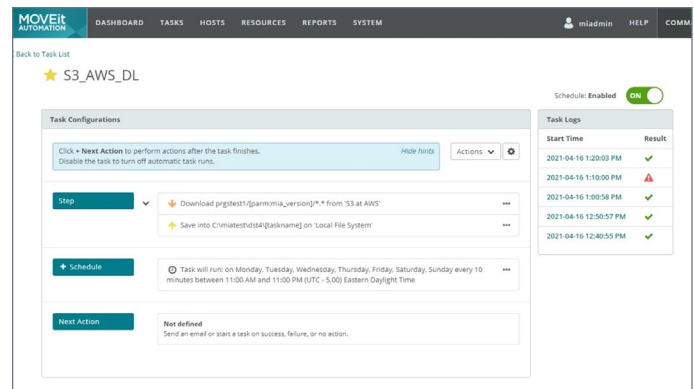 MOVEit
AUTOMATION
DASHBOARD TASKS HOSTS RESOURCES REPORTS SYSTEM
miadmin HELP COMM
Back to Task List
S3_AWS_DL
Schedule: Enabled ON
Task Configurations
Click + Next Action to perform actions after the task finishes.
Disable the task to turn off automatic task runs.
Hide hints
Actions
Step
Download prgstest1/[parm:mia_version]/*.* from 'S3 at AWS'
Save into C:\miatest\dst4\[taskname] on 'Local File System'
+ Schedule
Task will run: on Monday, Tuesday, Wednesday, Thursday, Friday, Saturday, Sunday every 10
minutes between 11:00 AM and 11:00 PM (UTC - 5.00) Eastern Daylight Time
Next Action
Not defined
Send an email or start a task on success, failure, or no action.
Task Logs
Start Time Result
2021-04-16 1:20:03 PM
2021-04-16 1:10:00 PM
2021-04-16 1:00:58 PM
2021-04-16 12:50:57 PM
2021-04-16 12:40:55 PM